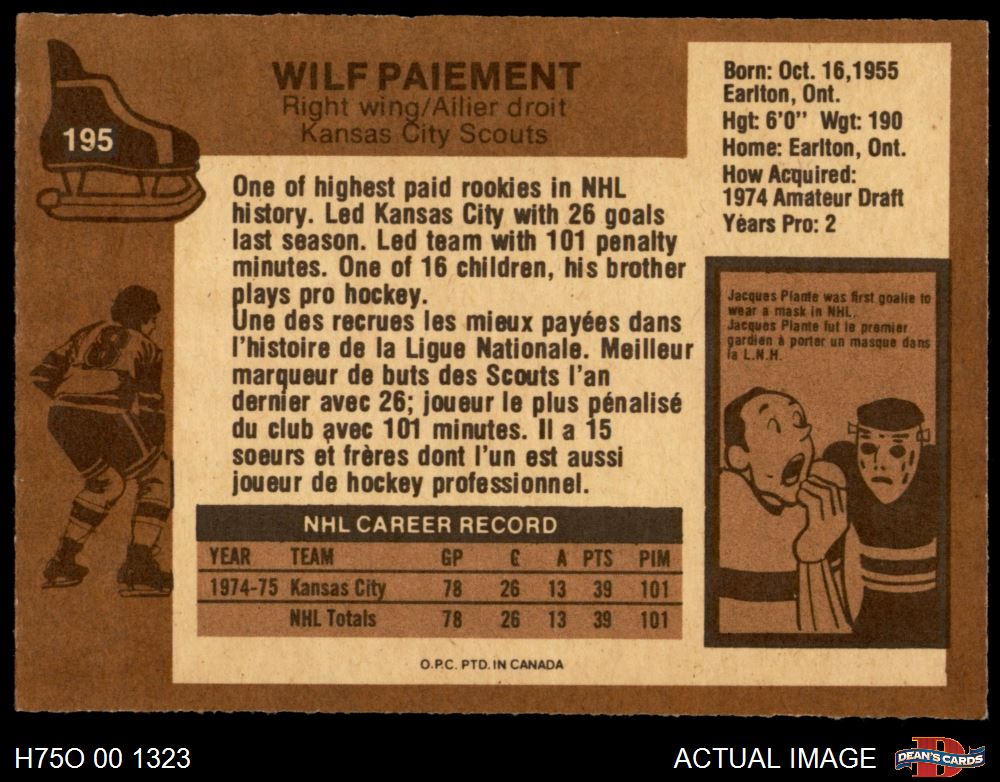 195
WILF PAIEMENT
Right wing/Ailier droit
Kansas City Scouts
Born: Oct. 16,1955
Earlton, Ont.
Hgt: 6'0" Wgt: 190
Home: Earlton, Ont.
How Acquired:
1974 Amateur Draft
Years Pro: 2
One of highest paid rookies in NHL
history. Led Kansas City with 26 goals
last season. Led team with 101 penalty
minutes. One of 16 children, his brother
plays pro hockey.
Une des recrues les mieux payées dans
l'histoire de la Ligue Nationale. Meilleur
marqueur de buts des Scouts l'an
dernier avec 26; joueur le plus pénalisé
du club avec 101 minutes. Il a 15
soeurs et frères dont l'un est aussi
joueur de hockey professionnel.
Jacques Plante was first goalie to
wear a mask in NHL.
Jacques Plante fut le premier
gardien à porter un masque dans
la L.N.H.
8
NHL CAREER RECORD
YEAR TEAM GP G A PTS PIM
1974-75 Kansas City 78 26 13 39 101
NHL Totals 78 26 13 39 101
O.P.C. PTD. IN CANADA
H75O 00 1323
ACTUAL IMAGE
D
DEAN'S CARDS